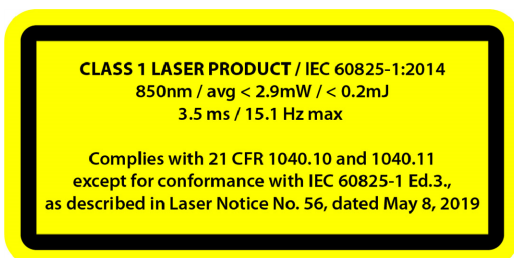 CLASS 1 LASER PRODUCT / IEC 60825-1:2014
850nm / avg < 2.9mW / < 0.2mJ
3.5 ms / 15.1 Hz max
Complies with 21 CFR 1040.10 and 1040.11
except for conformance with IEC 60825-1 Ed.3.,
as described in Laser Notice No. 56, dated May 8, 2019